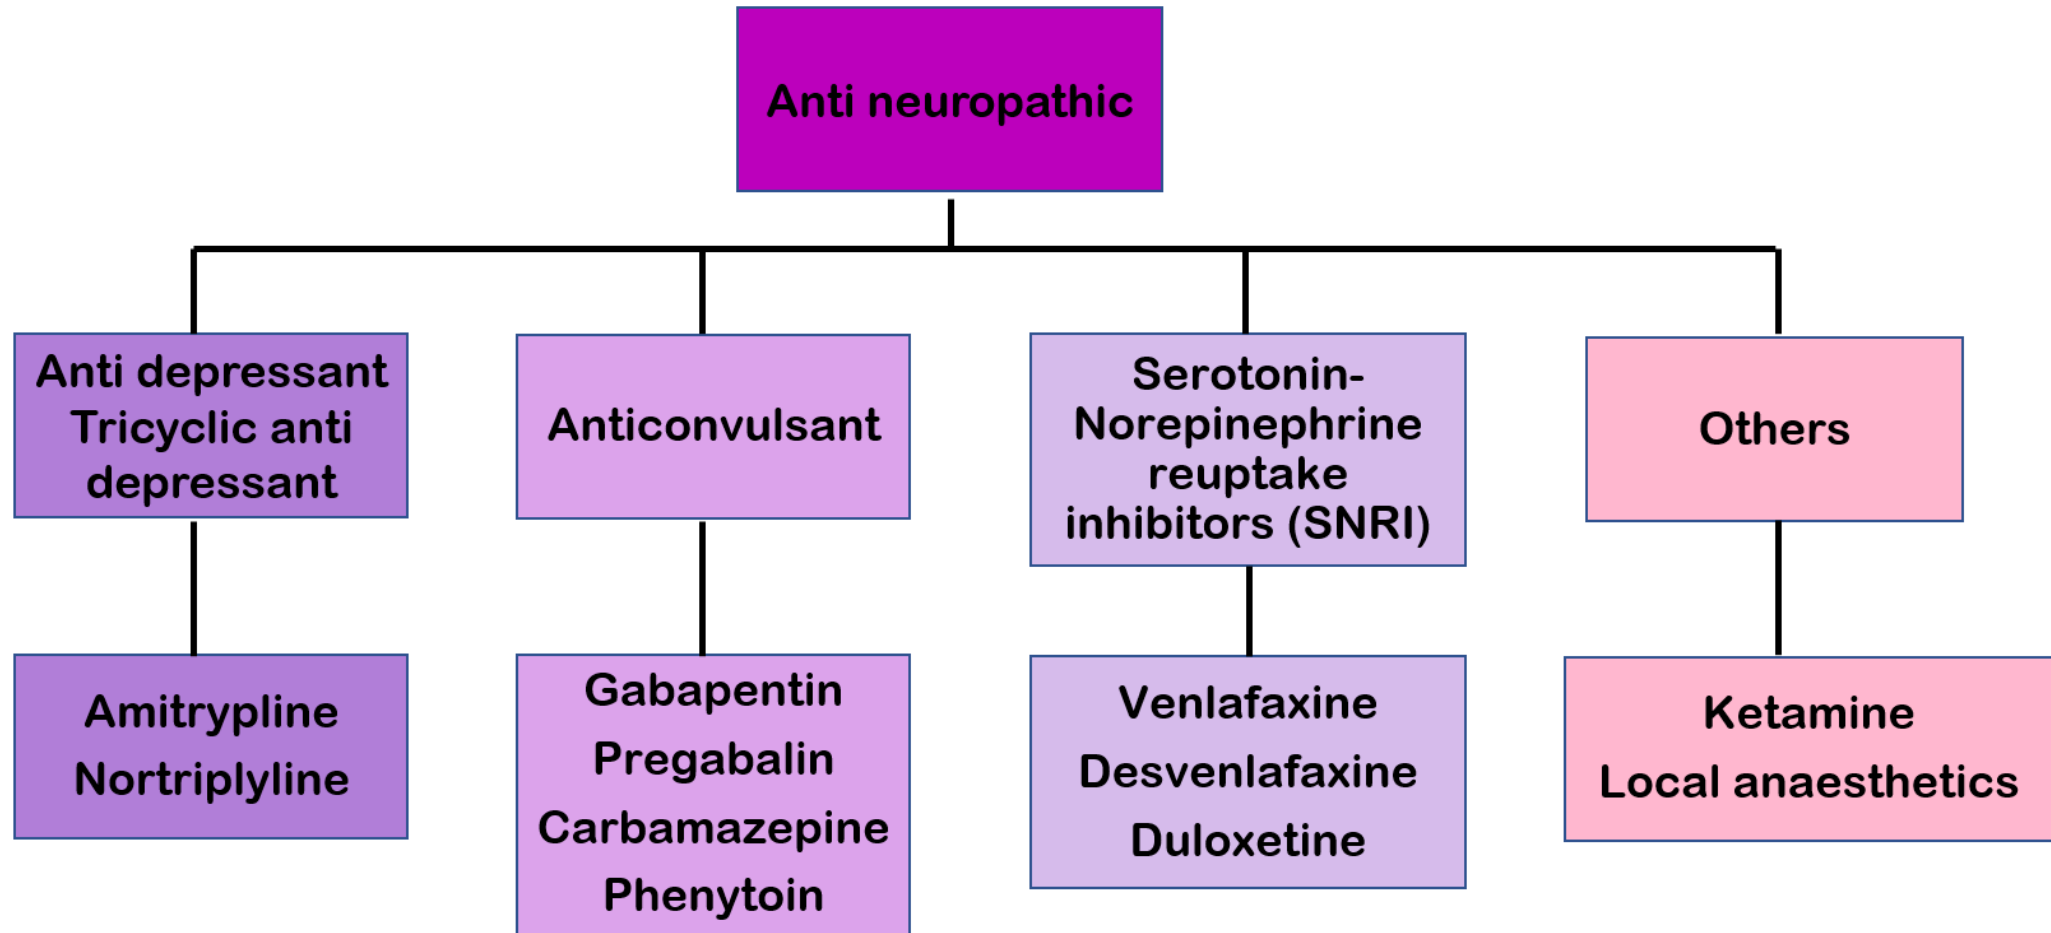 Anti neuropathic
Anti depressant
Tricyclic anti
depressant
Anticonvulsant
Serotonin-
Norepinephrine
reuptake
inhibitors (SNRI)
Others
Amitrypline
Nortriplyline
Gabapentin
Pregabalin
Carbamazepine
Phenytoin
Venlafaxine
Desvenlafaxine
Duloxetine
Ketamine
Local anaesthetics